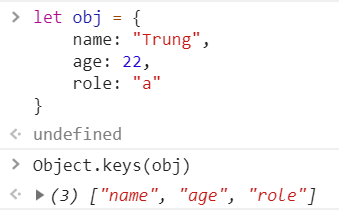 > let obj = {
    name: "Trung",
    age: 22,
    role: "a"
}
undefined
> Object.keys(obj)
(3) ["name", "age", "role"]